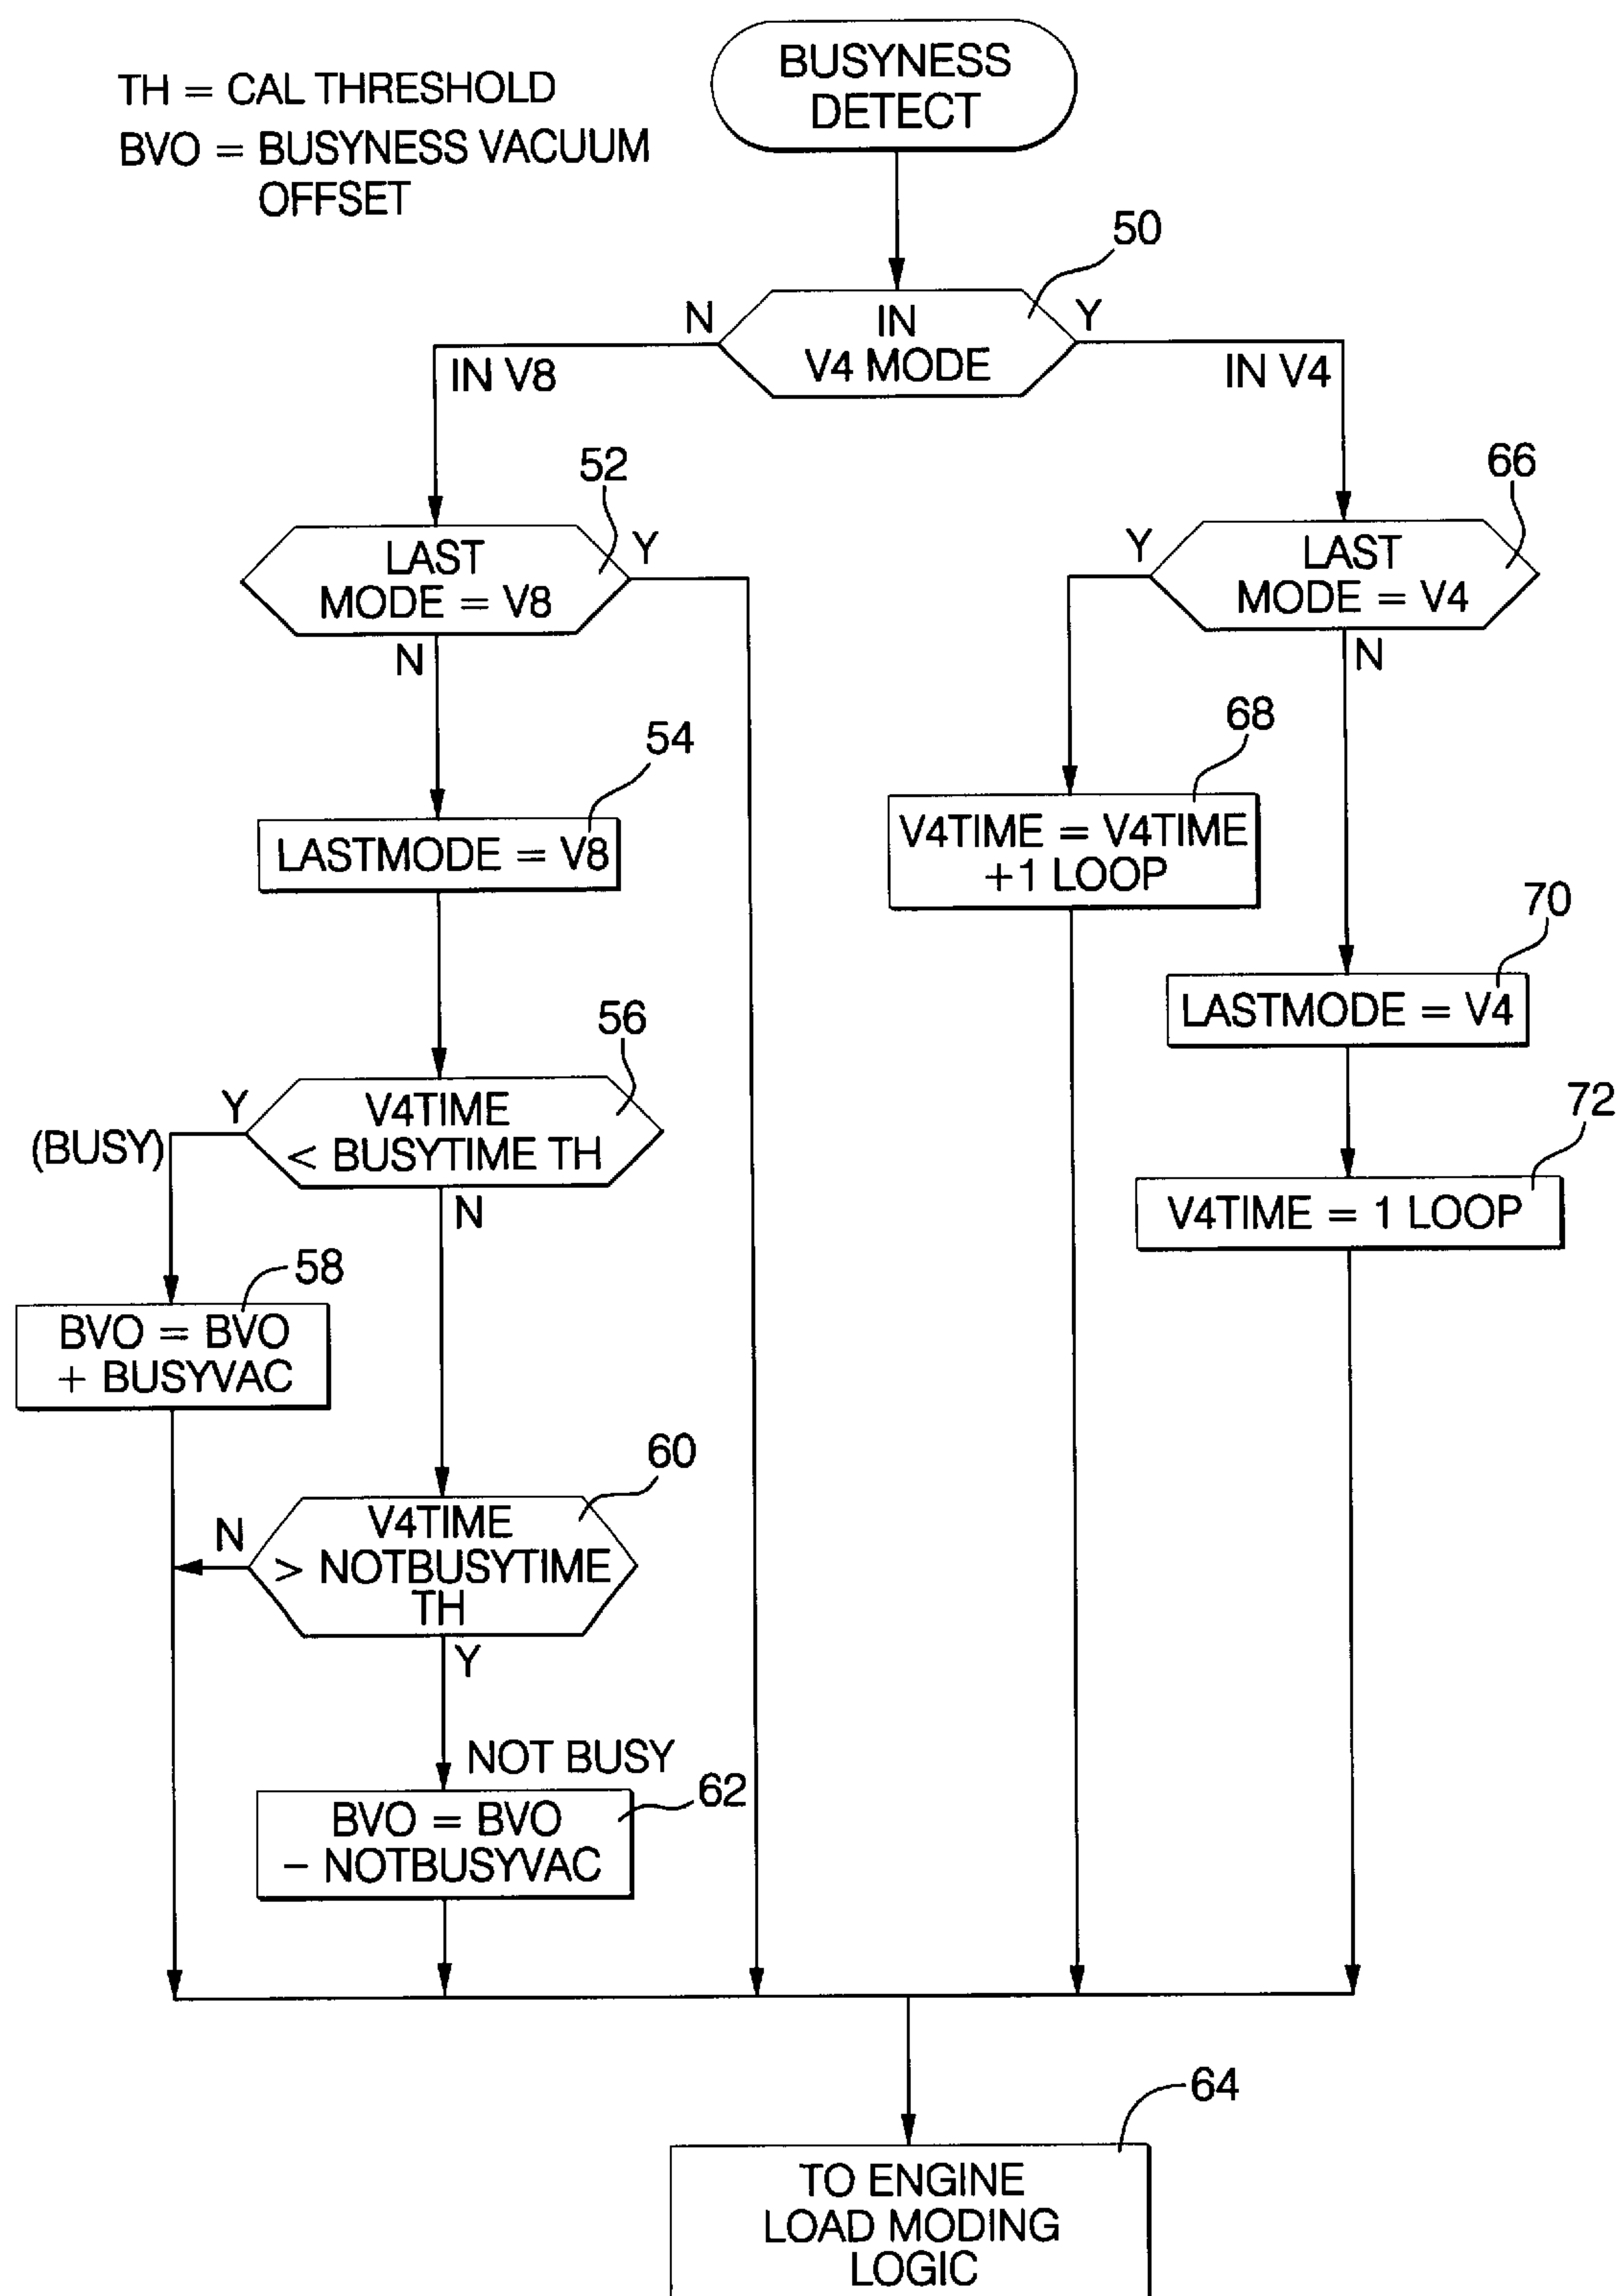 TH = CAL THRESHOLD
BVO = BUSYNESS VACUUM
OFFSET
BUSYNESS
DETECT
50
N
IN
V4 MODE
Y
IN V8
IN V4
52
LAST
MODE = V8
Y
N
66
Y
LAST
MODE = V4
N
54
LASTMODE = V8
68
V4TIME = V4TIME
+1 LOOP
70
LASTMODE = V4
56
Y
(BUSY)
V4TIME
< BUSYTIME TH
N
72
V4TIME = 1 LOOP
58
BVO = BVO
+ BUSYVAC
60
N
V4TIME
> NOTBUSYTIME
TH
Y
NOT BUSY
62
BVO = BVO
− NOTBUSYVAC
64
TO ENGINE
LOAD MODING
LOGIC